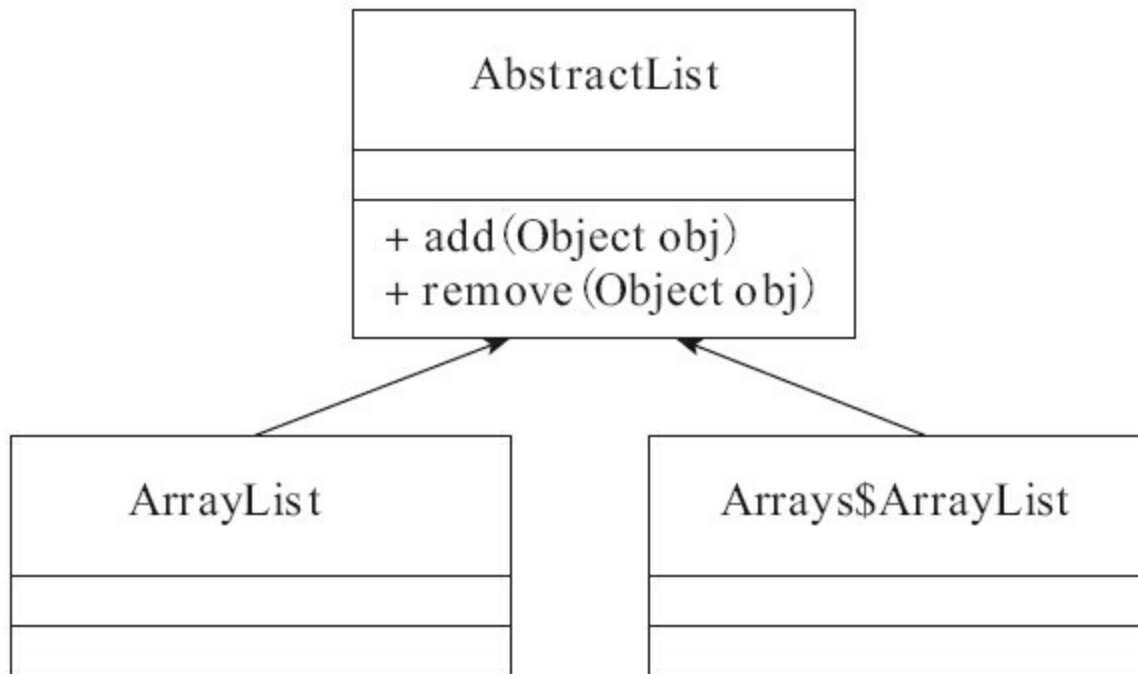 AbstractList
+ add(Object obj)
+ remove(Object obj)
ArrayList
Arrays$ArrayList